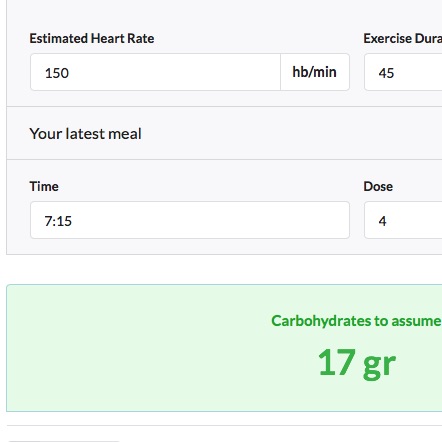 Estimated Heart Rate
Exercise Dura
150
hb/min
45
Your latest meal
Time
Dose
7:15
4
Carbohydrates to assume
17 gr